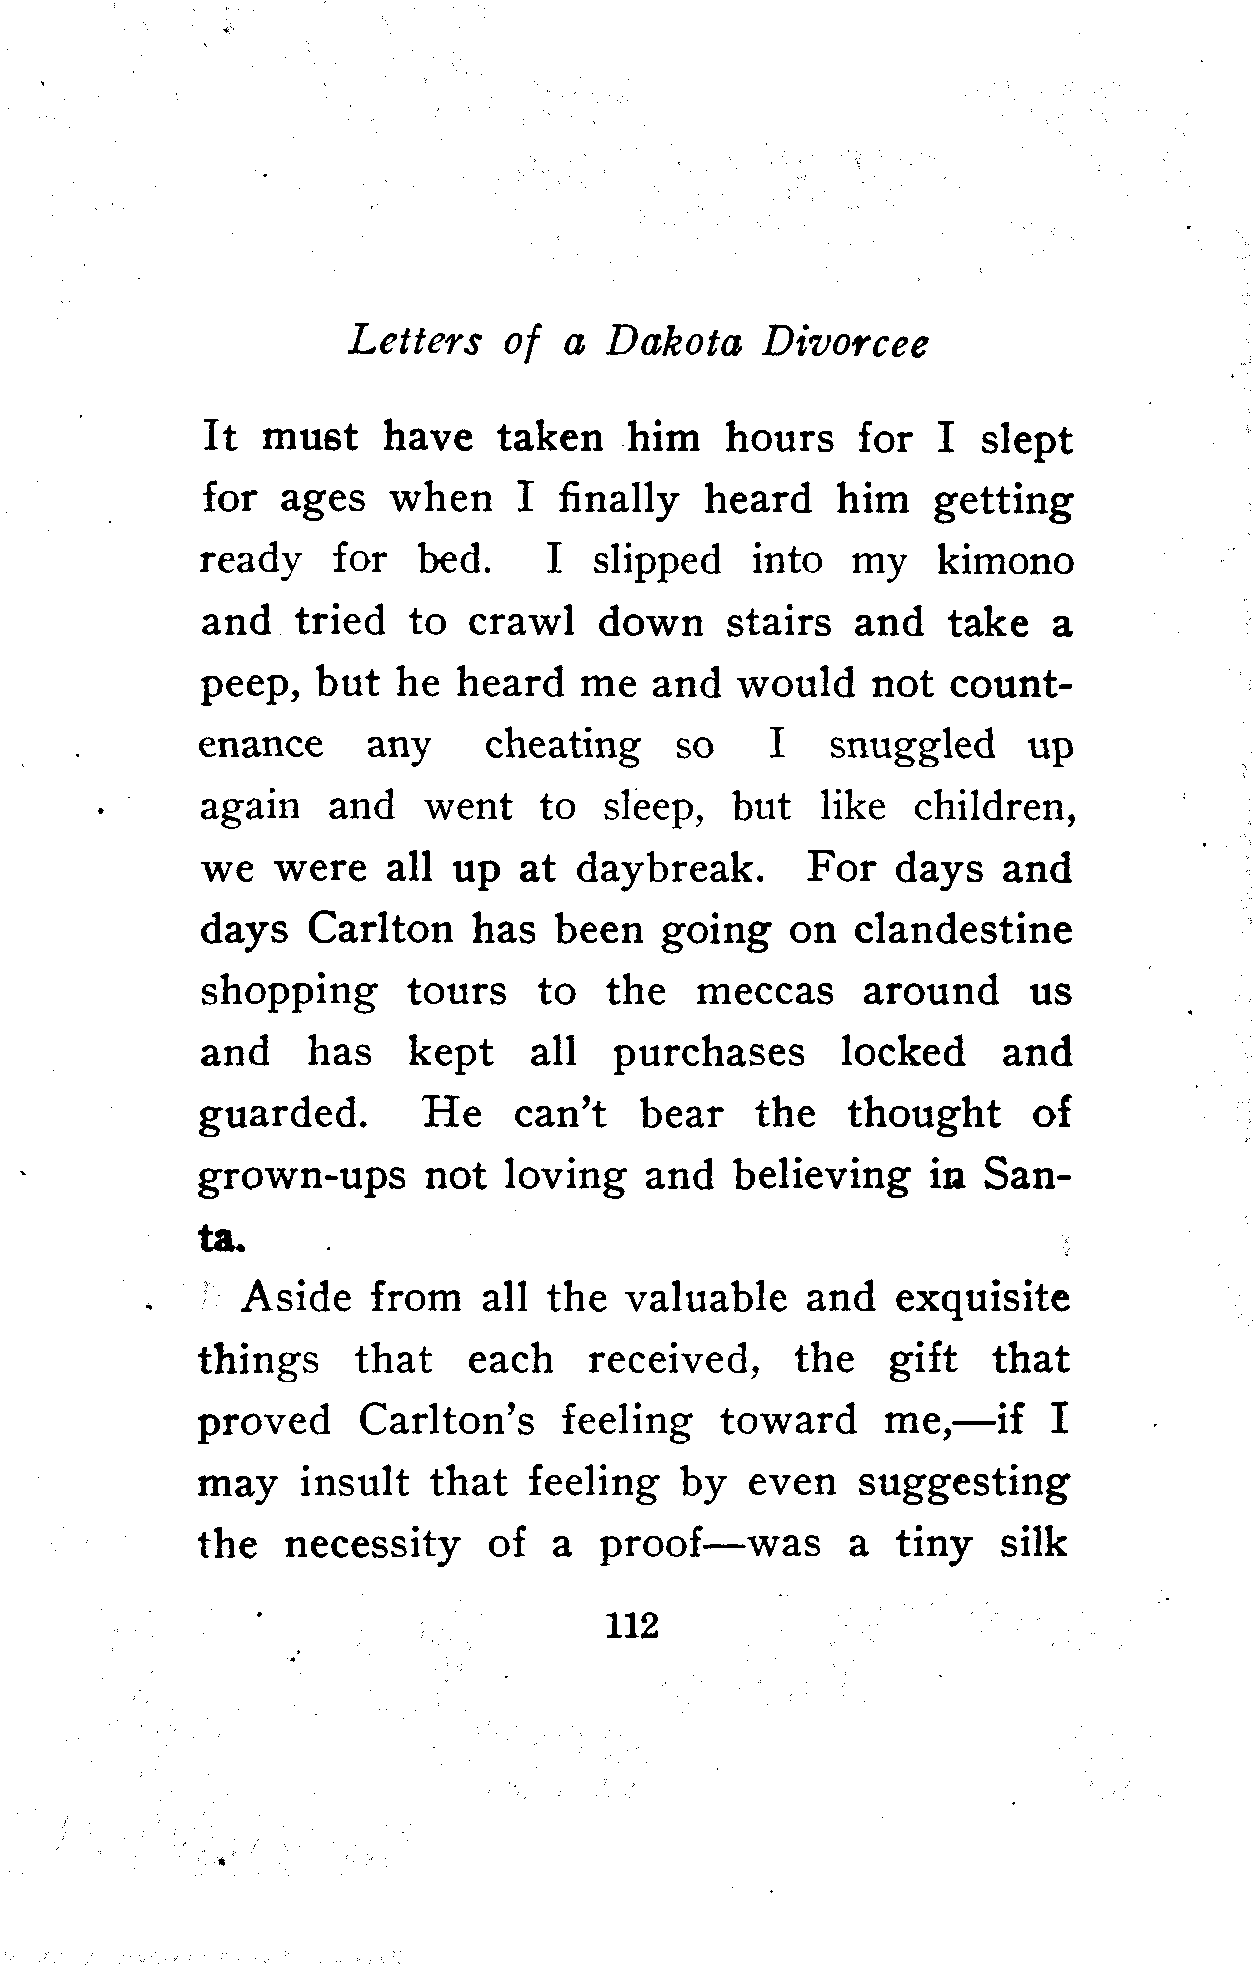 Letters of a Dakota Divorcee
It must have taken him hours for I slept
for ages when I finally heard him getting
ready for bed. I slipped into my kimono
and tried to crawl down stairs and take a
peep, but he heard me and would not count-
enance any cheating so I snuggled up
again and went to sleep, but like children,
we were all up at daybreak. For days and
days Carlton has been going on clandestine
shopping tours to the meccas around us
and has kept all purchases locked and
guarded. He can't bear the thought of
grown-ups not loving and believing in San-
ta.
Aside from all the valuable and exquisite
things that each received, the gift that
proved Carlton's feeling toward me,—if I
may insult that feeling by even suggesting
the necessity of a proof—was a tiny silk
112